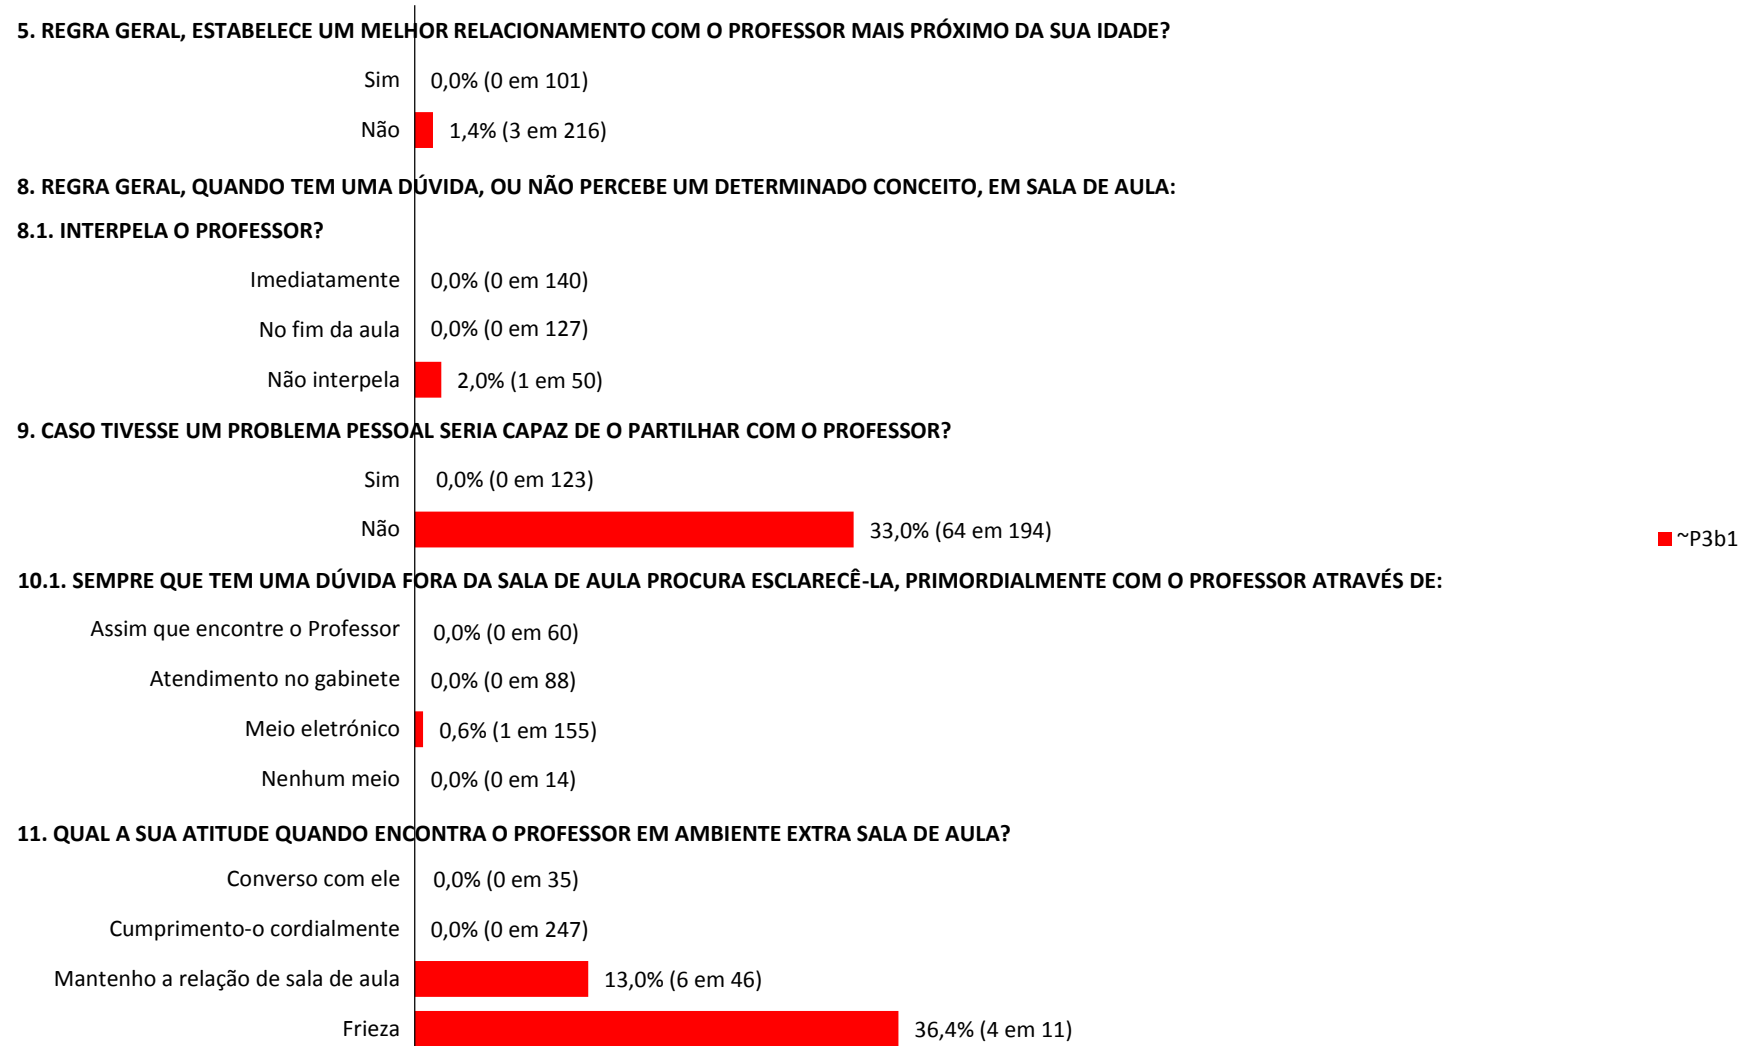 5. REGRA GERAL, ESTABELECE UM MELHOR RELACIONAMENTO COM O PROFESSOR MAIS PRÓXIMO DA SUA IDADE?
Sim 0,0% (0 em 101)
Não 1,4% (3 em 216)
8. REGRA GERAL, QUANDO TEM UMA DÚVIDA, OU NÃO PERCEBE UM DETERMINADO CONCEITO, EM SALA DE AULA:
8.1. INTERPELA O PROFESSOR?
Imediatamente 0,0% (0 em 140)
No fim da aula 0,0% (0 em 127)
Não interpela 2,0% (1 em 50)
9. CASO TIVESSE UM PROBLEMA PESSOAL SERIA CAPAZ DE O PARTILHAR COM O PROFESSOR?
Sim 0,0% (0 em 123)
Não 33,0% (64 em 194)
~P3b1
10.1. SEMPRE QUE TEM UMA DÚVIDA FORA DA SALA DE AULA PROCURA ESCLARECÊ-LA, PRIMORDIALMENTE COM O PROFESSOR ATRAVÉS DE:
Assim que encontre o Professor 0,0% (0 em 60)
Atendimento no gabinete 0,0% (0 em 88)
Meio eletrónico 0,6% (1 em 155)
Nenhum meio 0,0% (0 em 14)
11. QUAL A SUA ATITUDE QUANDO ENCONTRA O PROFESSOR EM AMBIENTE EXTRA SALA DE AULA?
Converso com ele 0,0% (0 em 35)
Cumprimento-o cordialmente 0,0% (0 em 247)
Mantenho a relação de sala de aula 13,0% (6 em 46)
Frieza 36,4% (4 em 11)